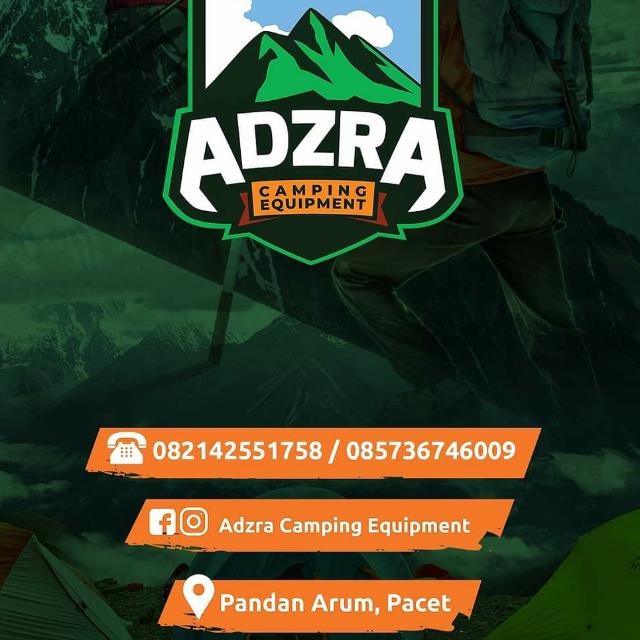 ADZRA
CAMPING
EQUIPMENT
082142551758 / 085736746009
Adzra Camping Equipment
Pandan Arum, Pacet